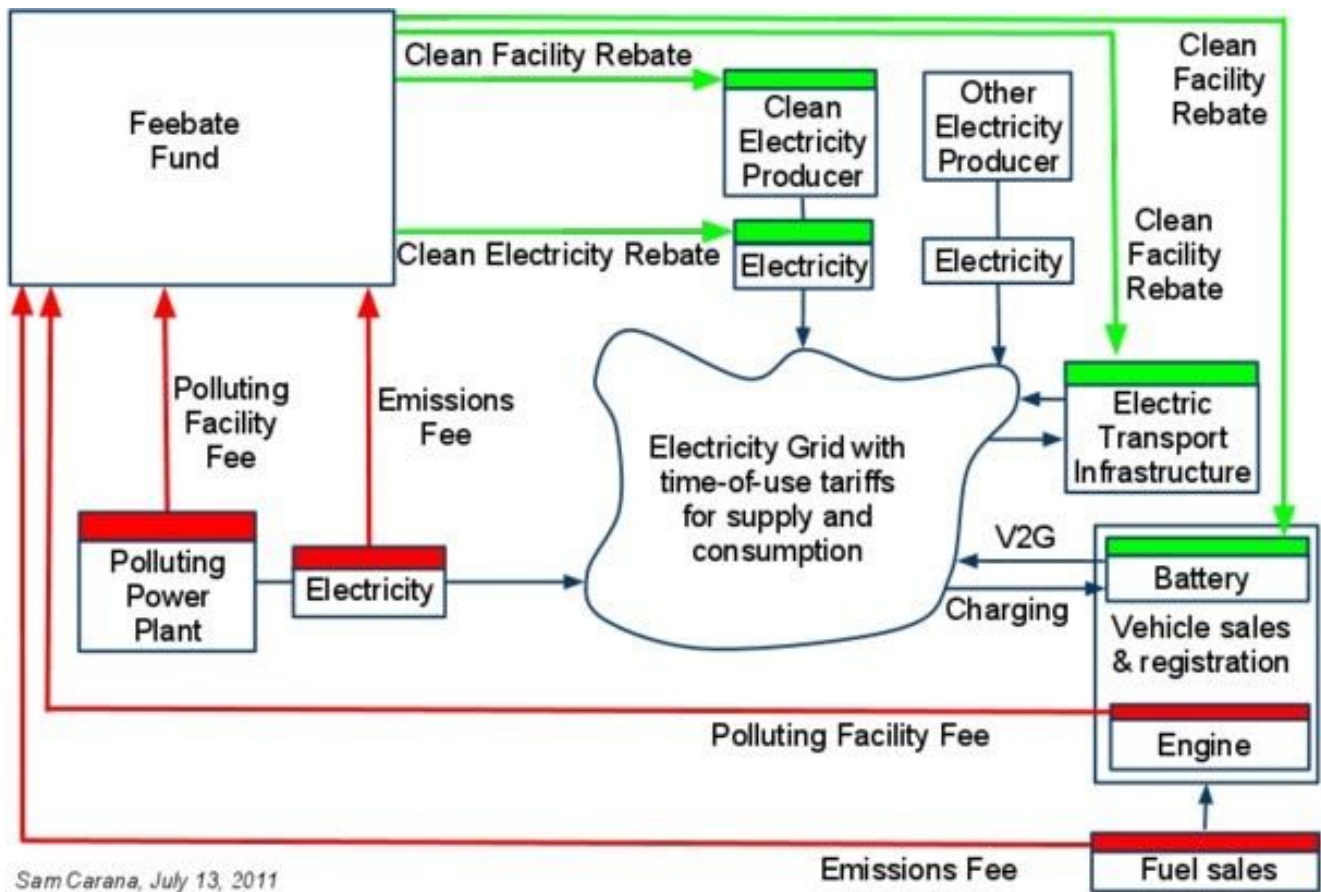 Feebate
Fund
Clean Facility Rebate
Clean Electricity Rebate
Clean
Electricity
Producer
Electricity
Other
Electricity
Producer
Electricity
Clean
Facility
Rebate
Clean
Facility
Rebate
Polluting
Facility
Fee
Emissions
Fee
Polluting
Power
Plant
Electricity
Electricity Grid with
time-of-use tariffs
for supply and
consumption
Electric
Transport
Infrastructure
V2G
Charging
Battery
Vehicle sales
& registration
Engine
Polluting Facility Fee
Emissions Fee
Fuel sales
Sam Carana, July 13, 2011